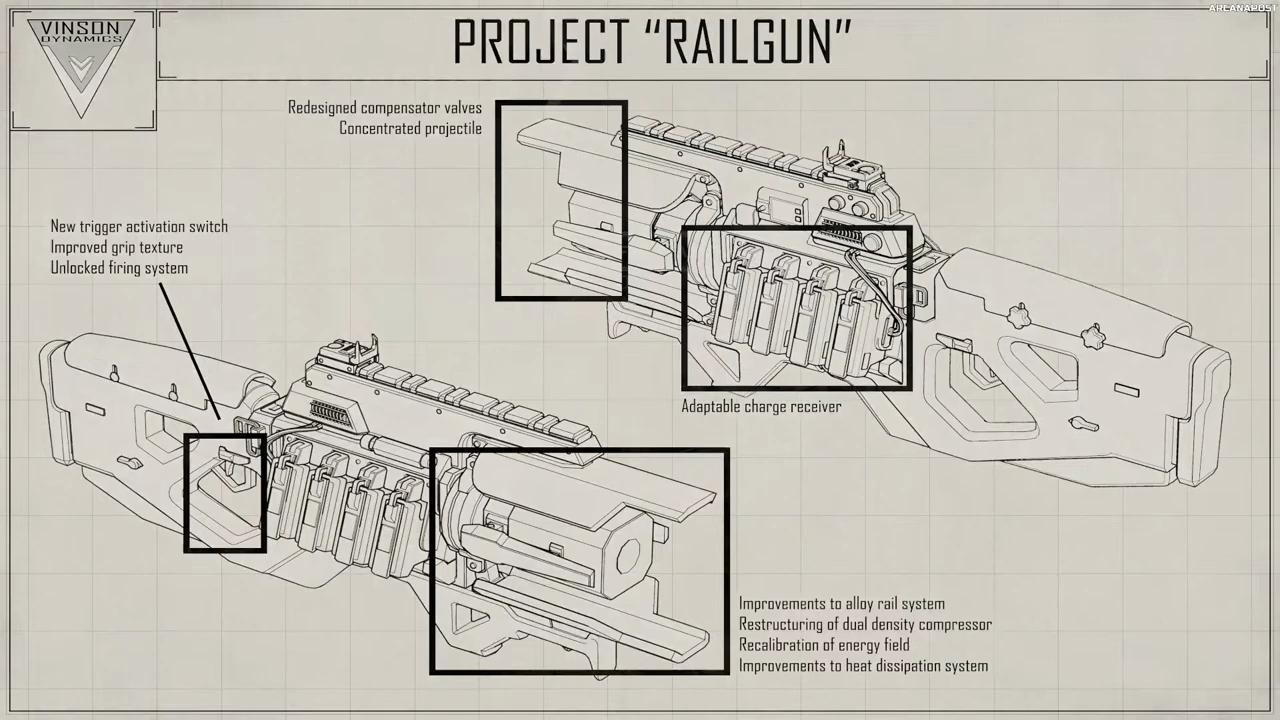 ARCANAPOST
VINSON
DYNAMICS
PROJECT “RAILGUN”
Redesigned compensator valves
Concentrated projectile
New trigger activation switch
Improved grip texture
Unlocked firing system
Adaptable charge receiver
Improvements to alloy rail system
Restructuring of dual density compressor
Recalibration of energy field
Improvements to heat dissipation system